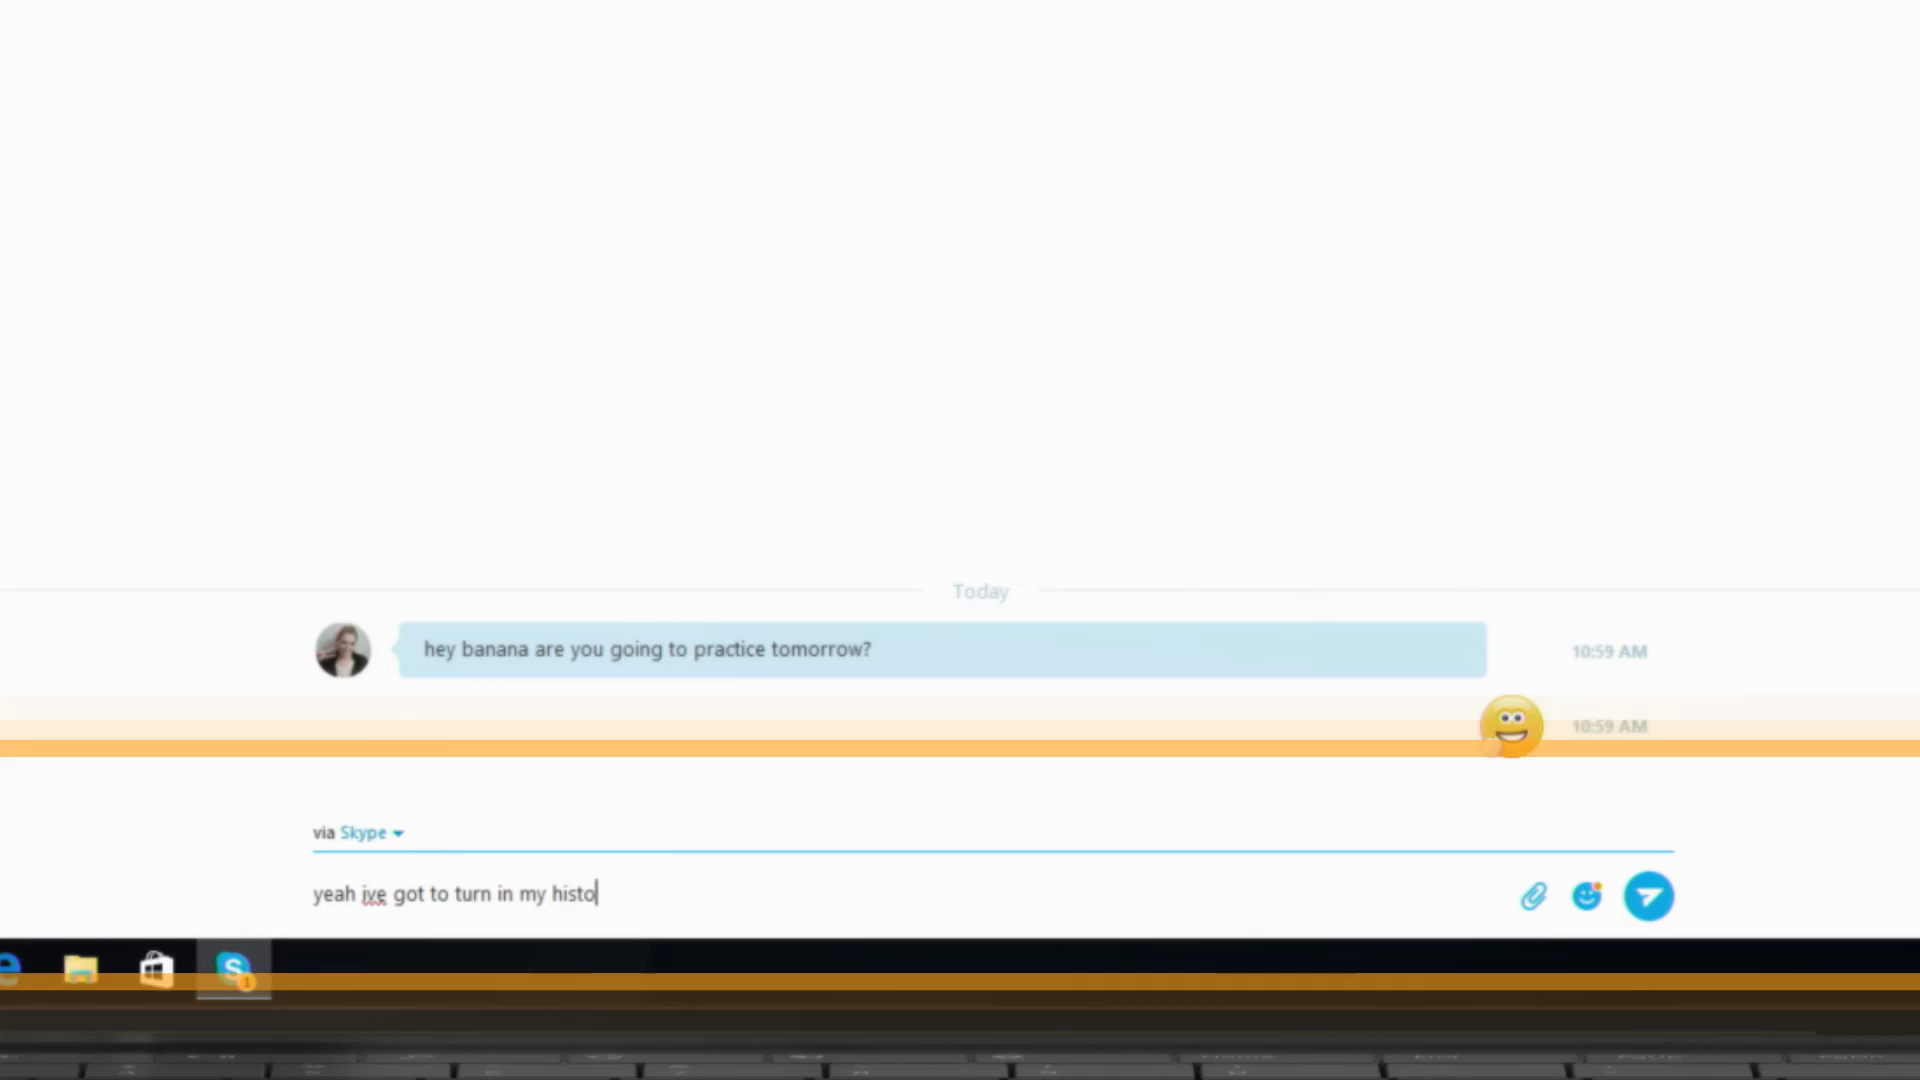 Today
hey banana are you going to practice tomorrow?
10:59 AM
10:59 AM
via Skype
yeah ive got to turn in my histo
1